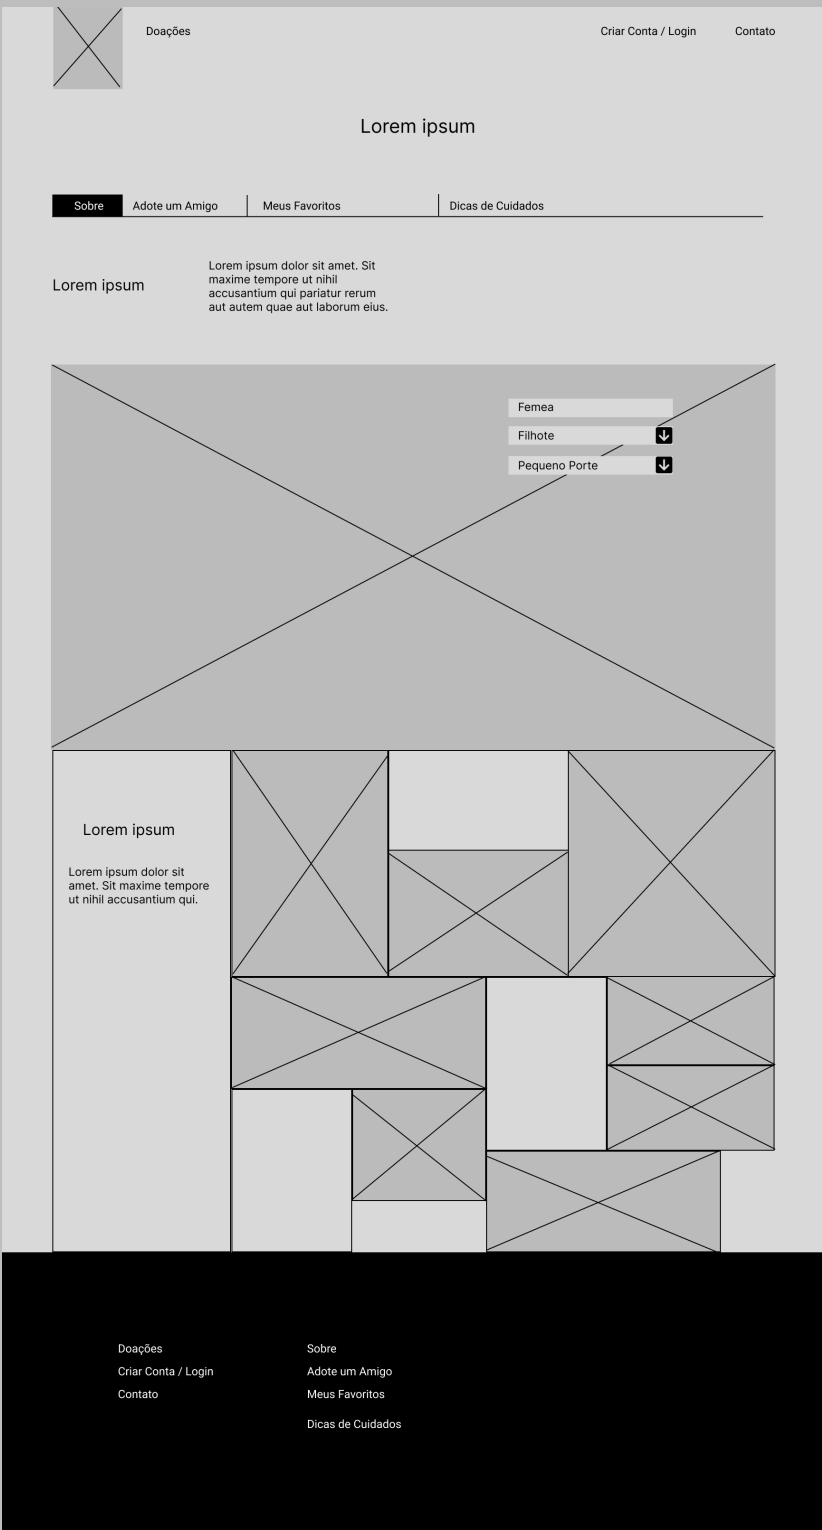 Doações
Criar Conta / Login
Contato
Lorem ipsum
Sobre
Adote um Amigo
Meus Favoritos
Dicas de Cuidados
Lorem ipsum
Lorem ipsum dolor sit amet. Sit
maxime tempore ut nihil
accusantium qui pariatur rerum
aut autem quae aut laborum eius.
Femea
Filhote
Pequeno Porte
Lorem ipsum
Lorem ipsum dolor sit
amet. Sit maxime tempore
ut nihil accusantium qui.
Doações
Criar Conta / Login
Contato
Sobre
Adote um Amigo
Meus Favoritos
Dicas de Cuidados